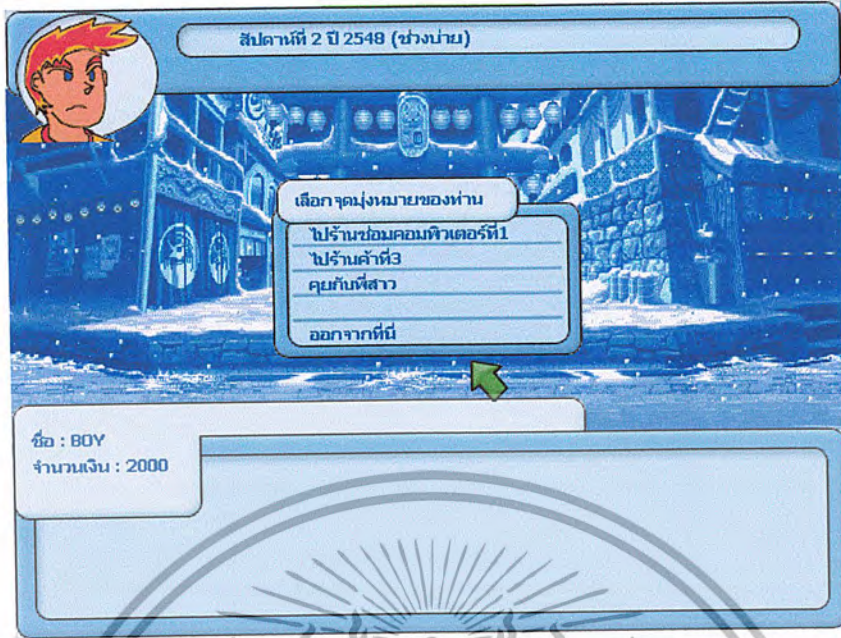 สัปดาห์ที่ 2 ปี 2548 (ช่วงบ่าย)
เลือกจุดมุ่งหมายของท่าน
ไปร้านซ่อมคอมพิวเตอร์ที่1
ไปร้านค้าที่3
คุยกับพี่สาว
ออกจากที่นี่
ชื่อ : BOY
จำนวนเงิน : 2000